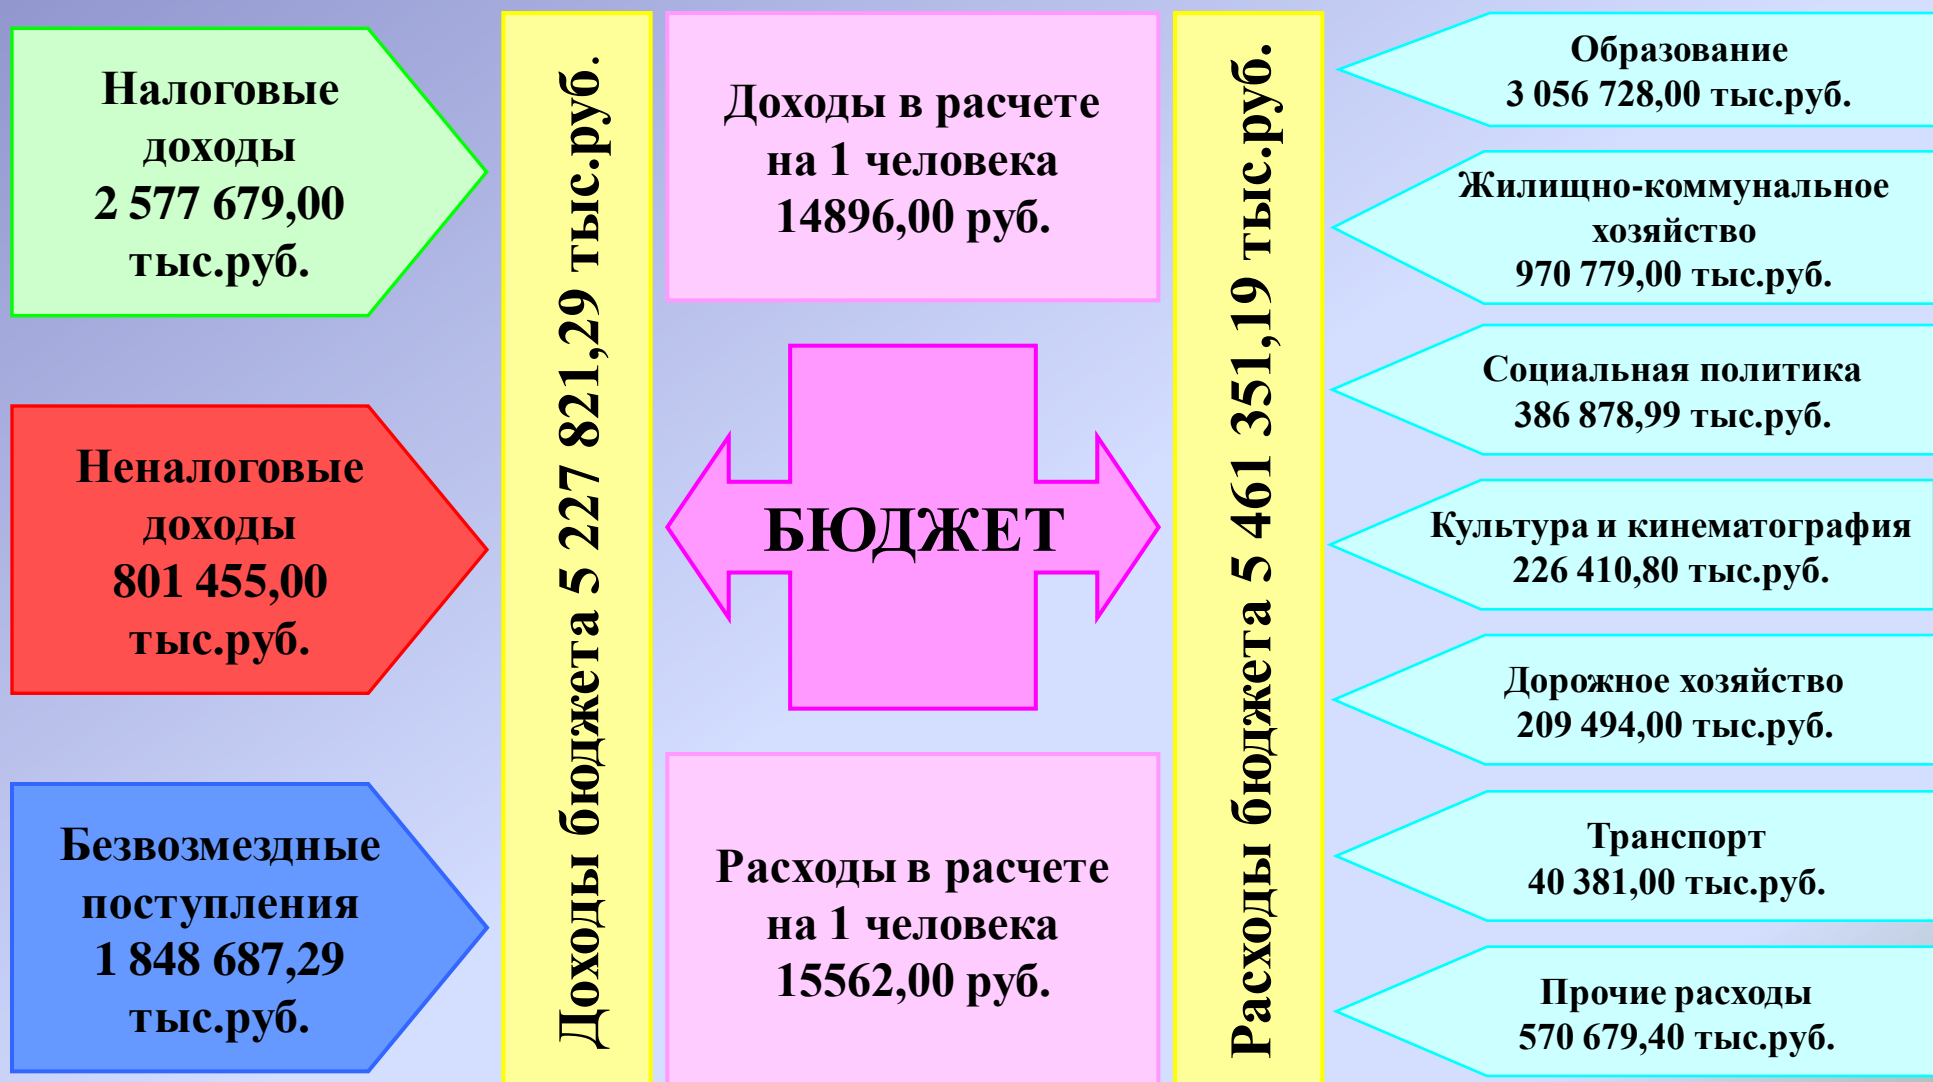 Налоговые
доходы
2 577 679,00
тыс.руб.
Неналоговые
доходы
801 455,00
тыс.руб.
Безвозмездные
поступления
1 848 687,29
тыс.руб.
Доходы бюджета 5 227 821,29 тыс.руб.
Доходы в расчете
на 1 человека
14896,00 руб.
БЮДЖЕТ
Расходы в расчете
на 1 человека
15562,00 руб.
Расходы бюджета 5 461 351,19 тыс.руб.
Образование
3 056 728,00 тыс.руб.
Жилищно-коммунальное
хозяйство
970 779,00 тыс.руб.
Социальная политика
386 878,99 тыс.руб.
Культура и кинематография
226 410,80 тыс.руб.
Дорожное хозяйство
209 494,00 тыс.руб.
Транспорт
40 381,00 тыс.руб.
Прочие расходы
570 679,40 тыс.руб.